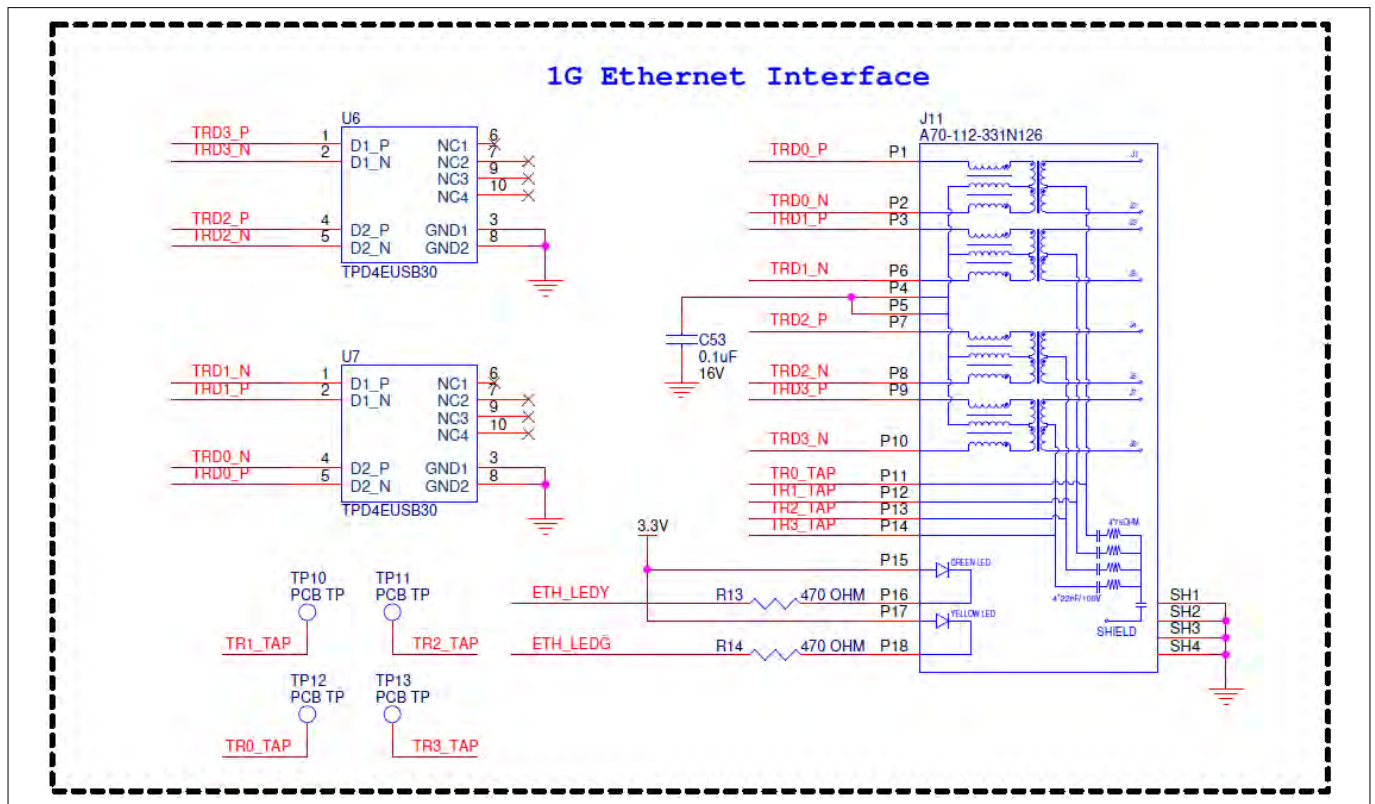 1G Ethernet Interface
U6
TRD3_P 1 D1_P NC1 6
TRD3_N 2 D1_N NC2 7
NC3 9
NC4 10
TRD2_P 4 D2_P GND1 3
TRD2_N 5 D2_N GND2 8
TPD4EUSB30
U7
TRD1_N 1 D1_P NC1 6
TRD1_P 2 D1_N NC2 7
NC3 9
NC4 10
TRD0_N 4 D2_P GND1 3
TRD0_P 5 D2_N GND2 8
TPD4EUSB30
TP10
PCB TP
TP11
PCB TP
TR1_TAP
TR2_TAP
TP12
PCB TP
TP13
PCB TP
TR0_TAP
TR3_TAP
J11
A70-112-331N126
TRD0_P P1
J1
TRD0_N P2
TRD1_P P3
TRD1_N P6
P4
P5
TRD2_P P7
C53
0.1uF
16V
TRD2_N P8
TRD3_P P9
TRD3_N P10
TR0_TAP P11
TR1_TAP P12
TR2_TAP P13
TR3_TAP P14
3.3V
P15
GREEN LED
ETH_LEDY R13 470 OHM P16
P17
YELLOW LED
ETH_LEDG R14 470 OHM P18
SHIELD
SH1
SH2
SH3
SH4